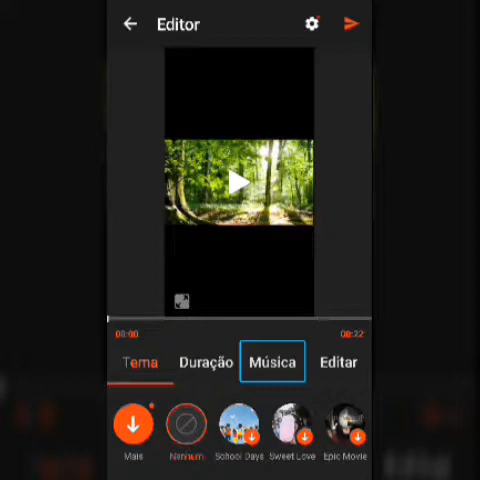 Editor
00:00
00:22
Tema Duração Música Editar
Mais Nenhum School Days Sweet Love Epic Movie